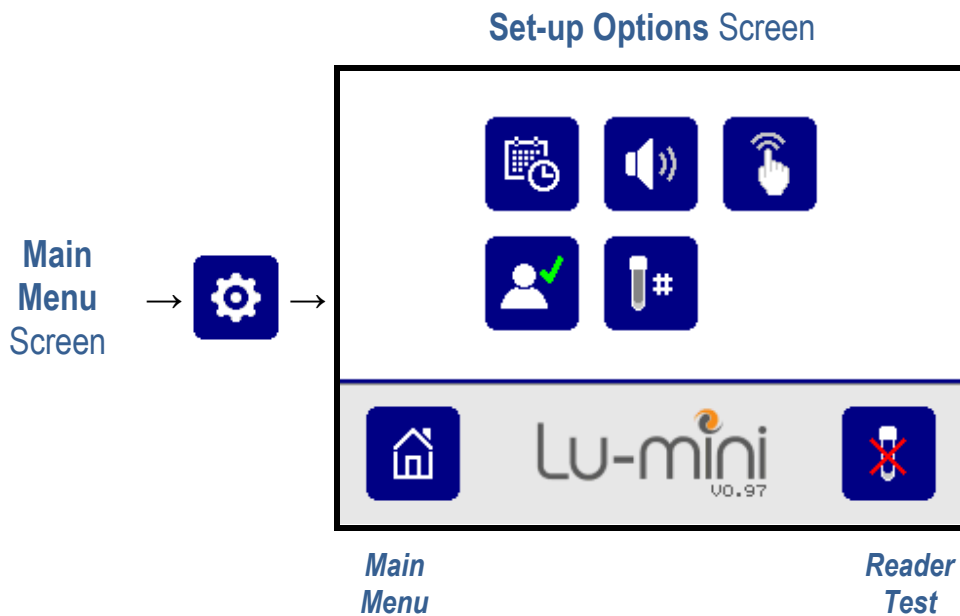 Set-up Options Screen
Main
Menu
Screen
→ →
#
Lu-mini
V0.97
Main
Menu
Reader
Test